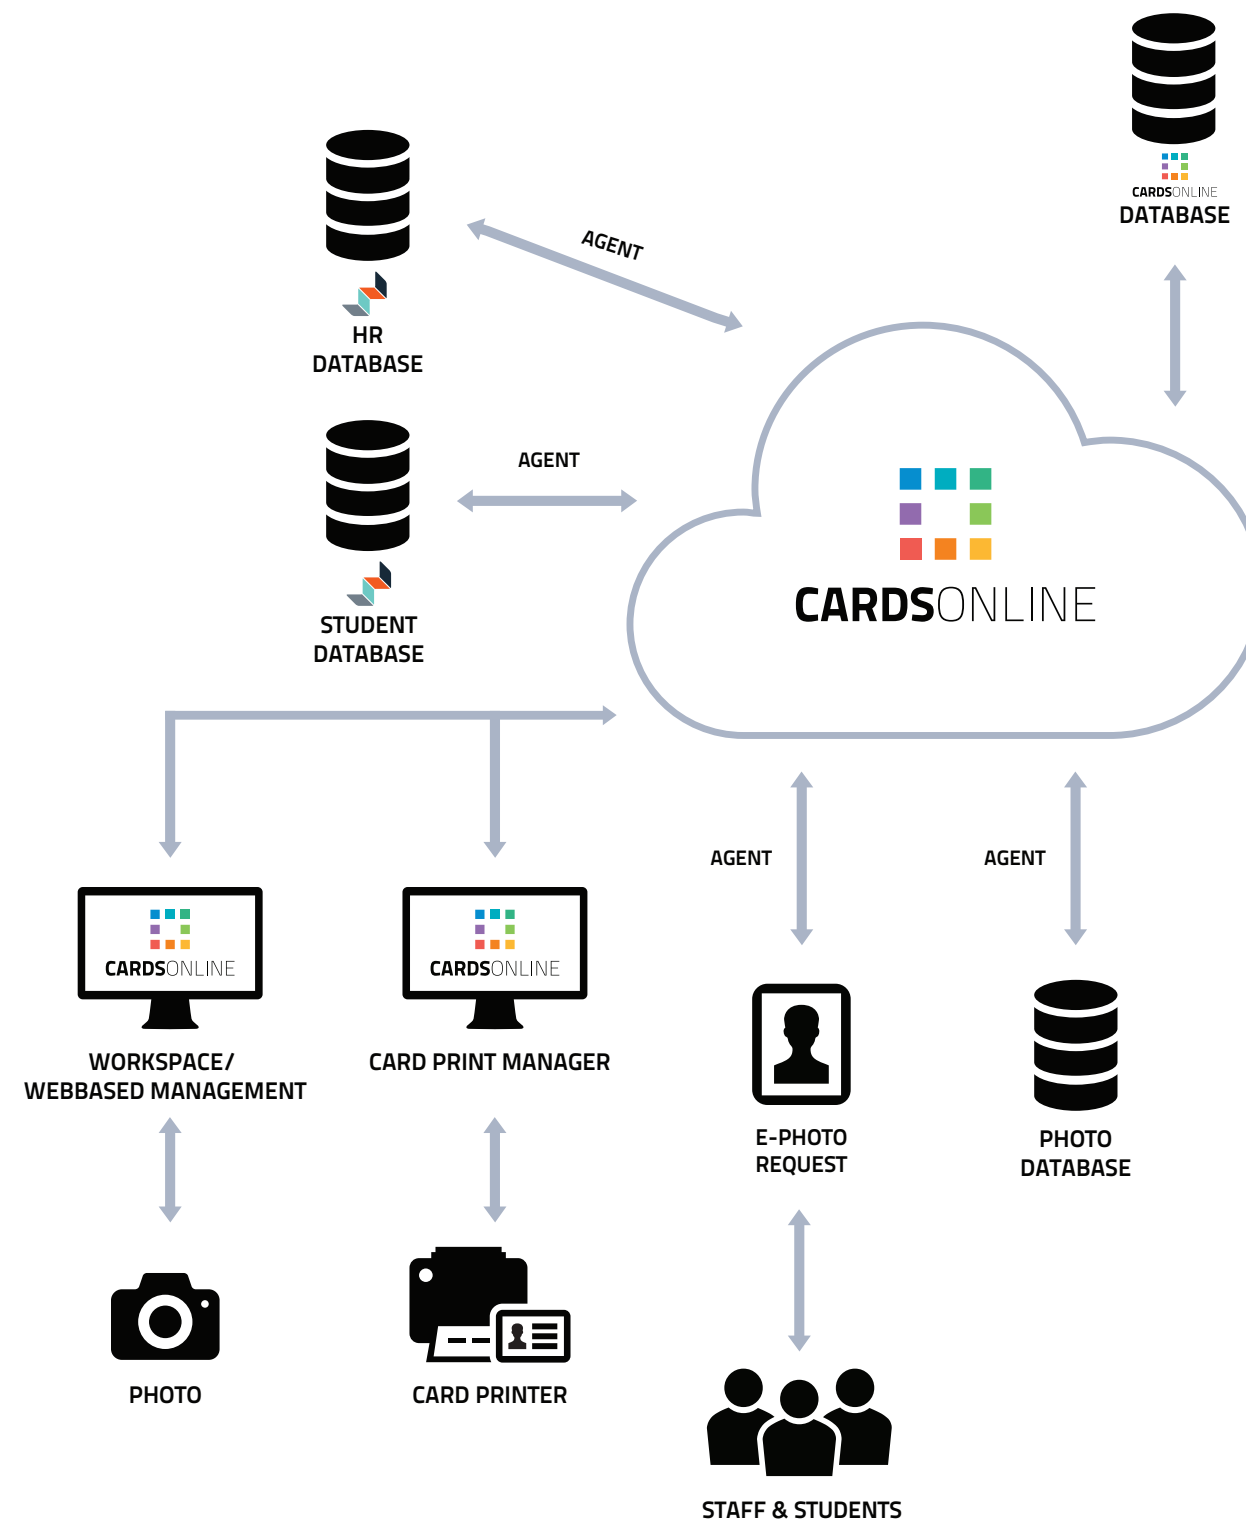 CARDSONLINE
DATABASE
AGENT
HR
DATABASE
AGENT
STUDENT
DATABASE
CARDSONLINE
AGENT
AGENT
CARDSONLINE
CARDSONLINE
WORKSPACE/
WEBBASED MANAGEMENT
CARD PRINT MANAGER
E-PHOTO
REQUEST
PHOTO
DATABASE
PHOTO
CARD PRINTER
STAFF & STUDENTS